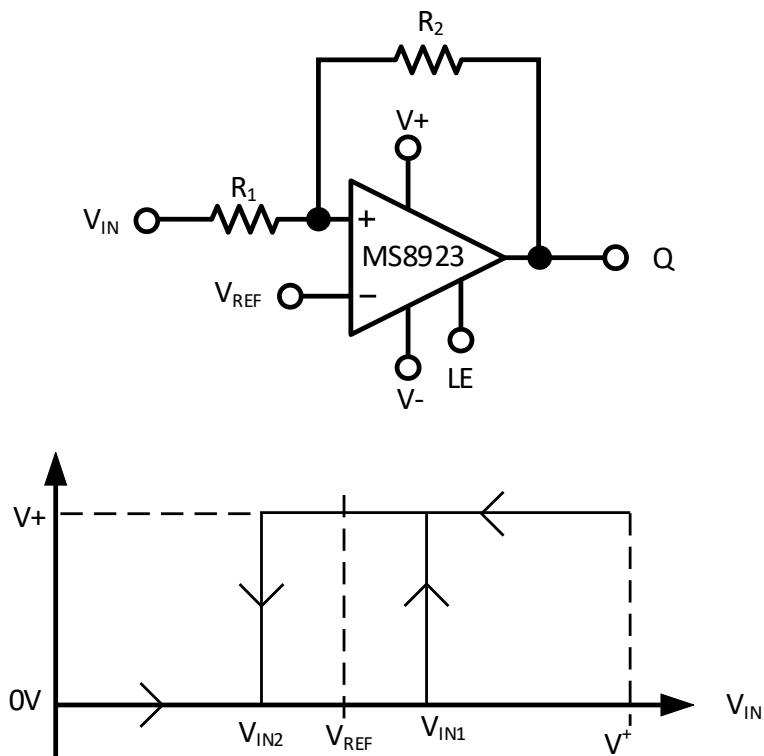 R2
V+
R1
VIN
+
MS8923
Q
VREF
−
LE
V-
V+
0V
VIN2
VREF
VIN1
V+
VIN